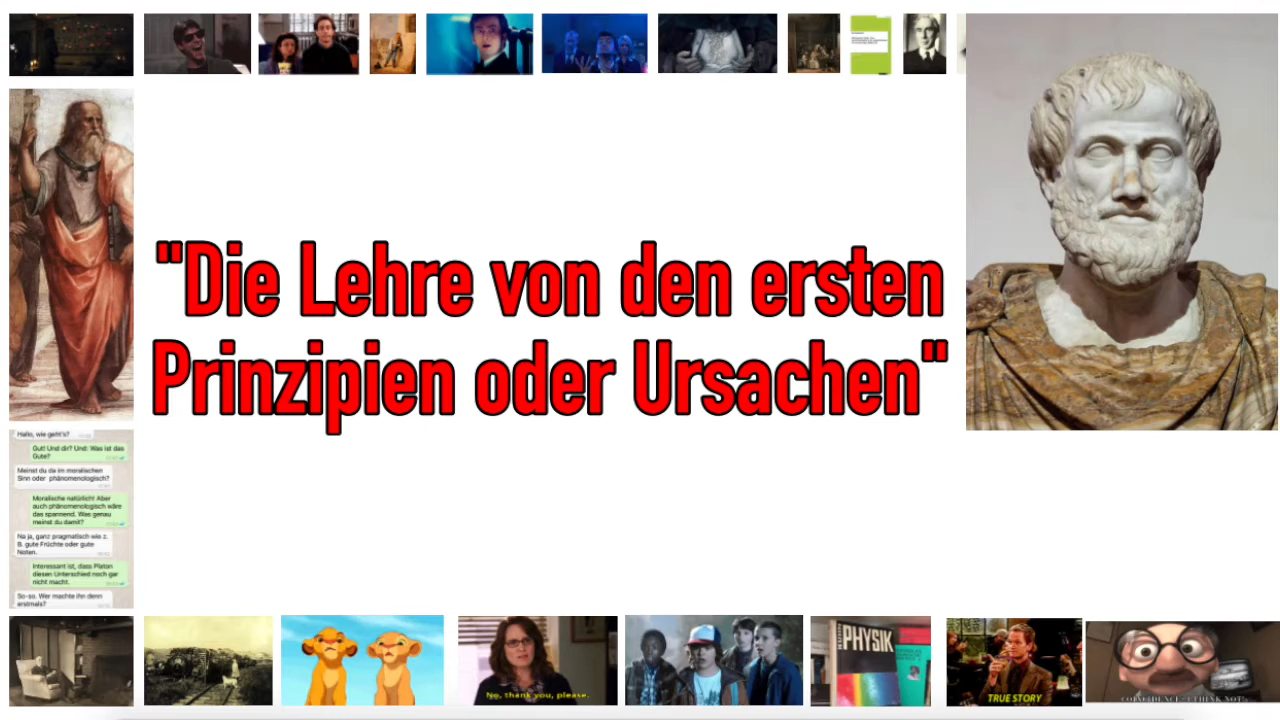 "Die Lehre von den ersten
Prinzipien oder Ursachen"
Hallo, wie geht's?
Gut! Und dir? Und: Was ist das
Gute?
Meinst du da im moralischen
Sinn oder phänomenologisch?
Moralische natürlich! Aber
auch phänomenologisch wäre
das spannend. Was genau
meinst du damit?
Na ja, ganz pragmatisch wie z.
B. gute Früchte oder gute
Noten.
Interessant ist, dass Platon
diesen Unterschied noch gar
nicht macht.
So-so. Wer machte ihn denn
erstmals?
No, thank you, please.
PHYSIK
TRUE STORY
COINCIDENCE? I THINK NOT!